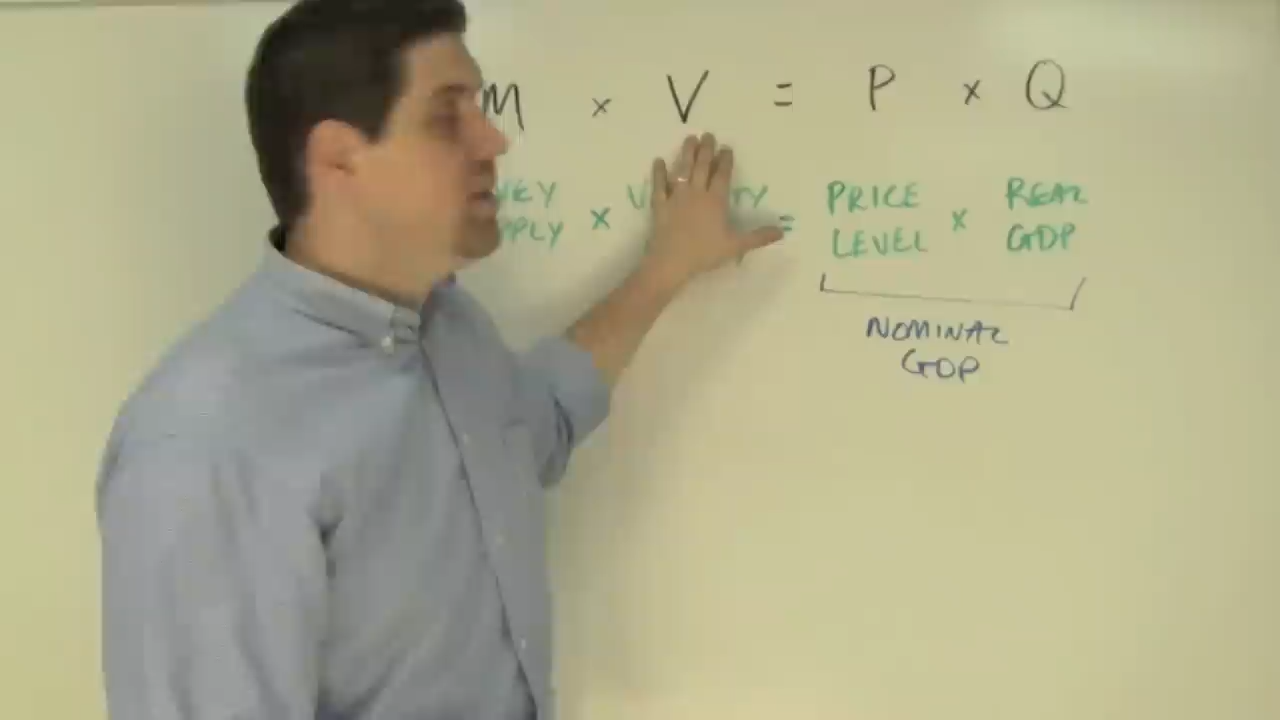 M × V = P × Q
× = PRICE LEVEL × REAL GDP
NOMINAL
GDP